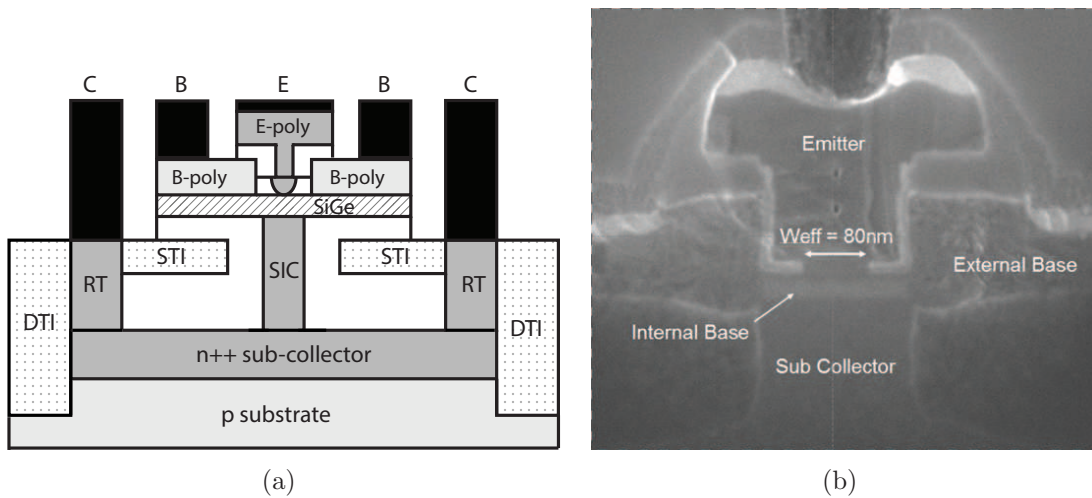 C B E B C
E-poly
B-poly B-poly
SiGe
STI SIC STI
RT RT
DTI DTI
n++ sub-collector
p substrate
(a)
Emitter
Weff = 80nm
External Base
Internal Base
Sub Collector
(b)